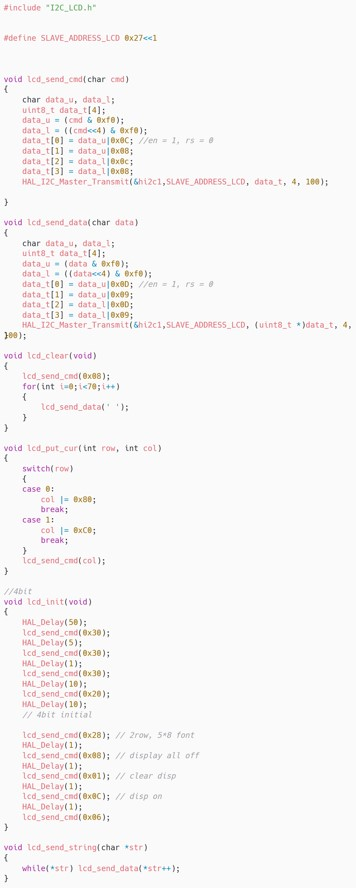 #include "I2C_LCD.h"
#define SLAVE_ADDRESS_LCD 0x27<<1
void lcd_send_cmd(char cmd)
{
    char data_u, data_l;
    uint8_t data_t[4];
    data_u = (cmd & 0xf0);
    data_l = ((cmd<<4) & 0xf0);
    data_t[0] = data_u|0x0C; //en = 1, rs = 0
    data_t[1] = data_u|0x08;
    data_t[2] = data_l|0x0c;
    data_t[3] = data_l|0x08;
    HAL_I2C_Master_Transmit(&hi2c1,SLAVE_ADDRESS_LCD, data_t, 4, 100);
}
void lcd_send_data(char data)
{
    char data_u, data_l;
    uint8_t data_t[4];
    data_u = (data & 0xf0);
    data_l = ((data<<4) & 0xf0);
    data_t[0] = data_u|0x0D; //en = 1, rs = 0
    data_t[1] = data_u|0x09;
    data_t[2] = data_l|0x0D;
    data_t[3] = data_l|0x09;
    HAL_I2C_Master_Transmit(&hi2c1,SLAVE_ADDRESS_LCD, (uint8_t *)data_t, 4,
100);
}
void lcd_clear(void)
{
    lcd_send_cmd(0x08);
    for(int i=0;i<70;i++)
    {
        lcd_send_data(' ');
    }
}
void lcd_put_cur(int row, int col)
{
    switch(row)
    {
    case 0:
        col |= 0x80;
        break;
    case 1:
        col |= 0xC0;
        break;
    }
    lcd_send_cmd(col);
}
//4bit
void lcd_init(void)
{
    HAL_Delay(50);
    lcd_send_cmd(0x30);
    HAL_Delay(5);
    lcd_send_cmd(0x30);
    HAL_Delay(1);
    lcd_send_cmd(0x30);
    HAL_Delay(10);
    lcd_send_cmd(0x20);
    HAL_Delay(10);
    // 4bit initial
    lcd_send_cmd(0x28); // 2row, 5*8 font
    HAL_Delay(1);
    lcd_send_cmd(0x08); // display all off
    HAL_Delay(1);
    lcd_send_cmd(0x01); // clear disp
    HAL_Delay(1);
    lcd_send_cmd(0x0C); // disp on
    HAL_Delay(1);
    lcd_send_cmd(0x06);
}
void lcd_send_string(char *str)
{
    while(*str) lcd_send_data(*str++);
}